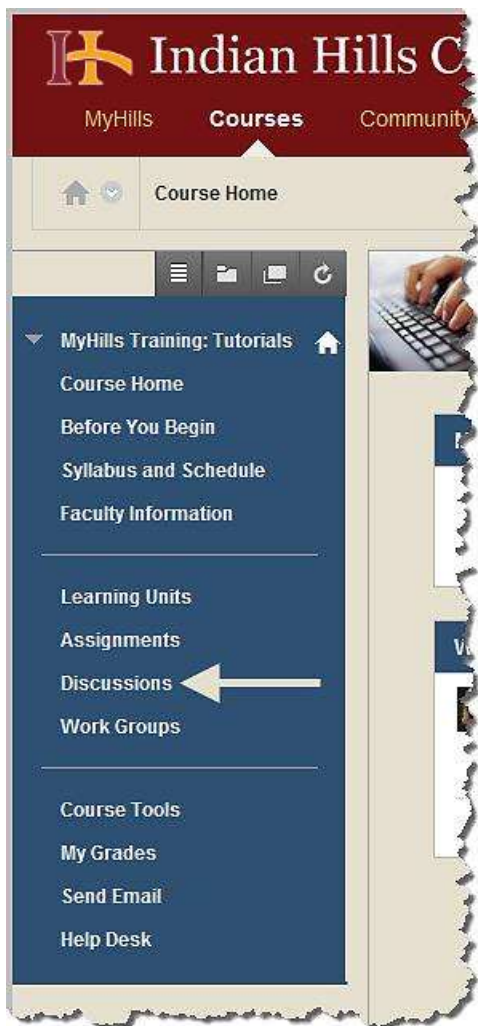 Indian Hills C
MyHills Courses Community
Course Home
MyHills Training: Tutorials
Course Home
Before You Begin
Syllabus and Schedule
Faculty Information
Learning Units
Assignments
Discussions
Work Groups
Course Tools
My Grades
Send Email
Help Desk